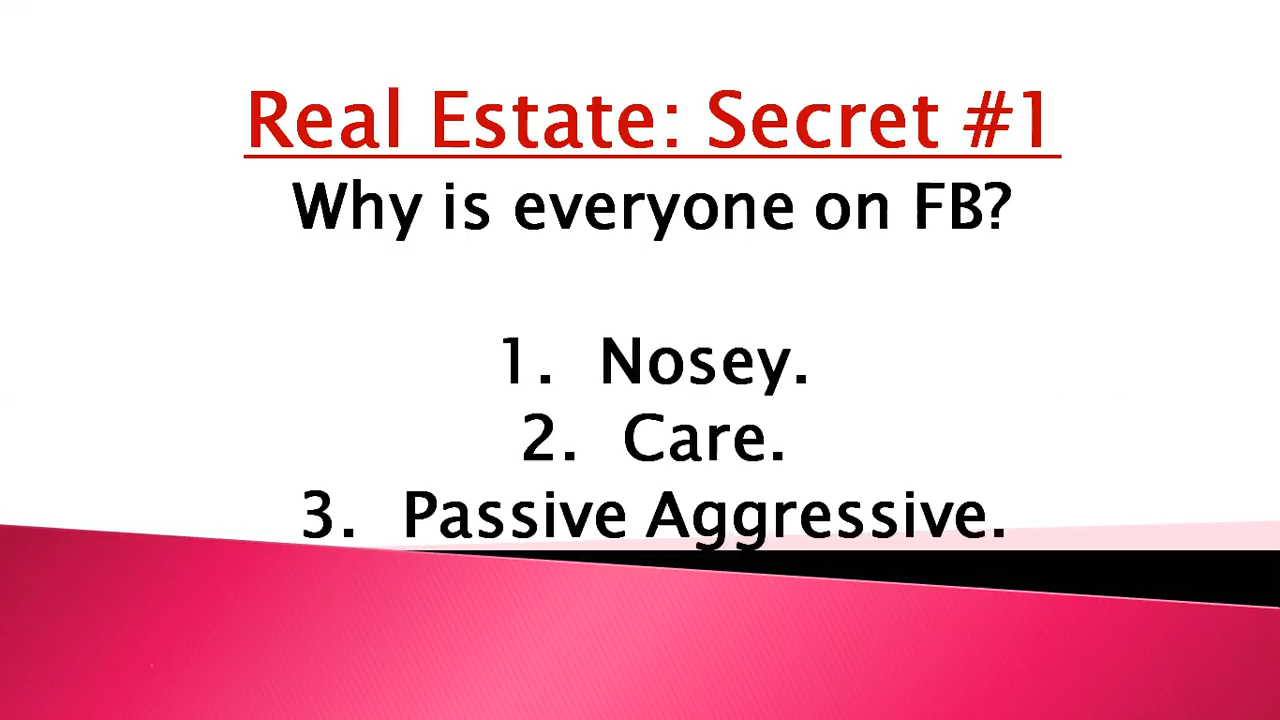 Real Estate: Secret #1
Why is everyone on FB?
1. Nosey.
2. Care.
3. Passive Aggressive.